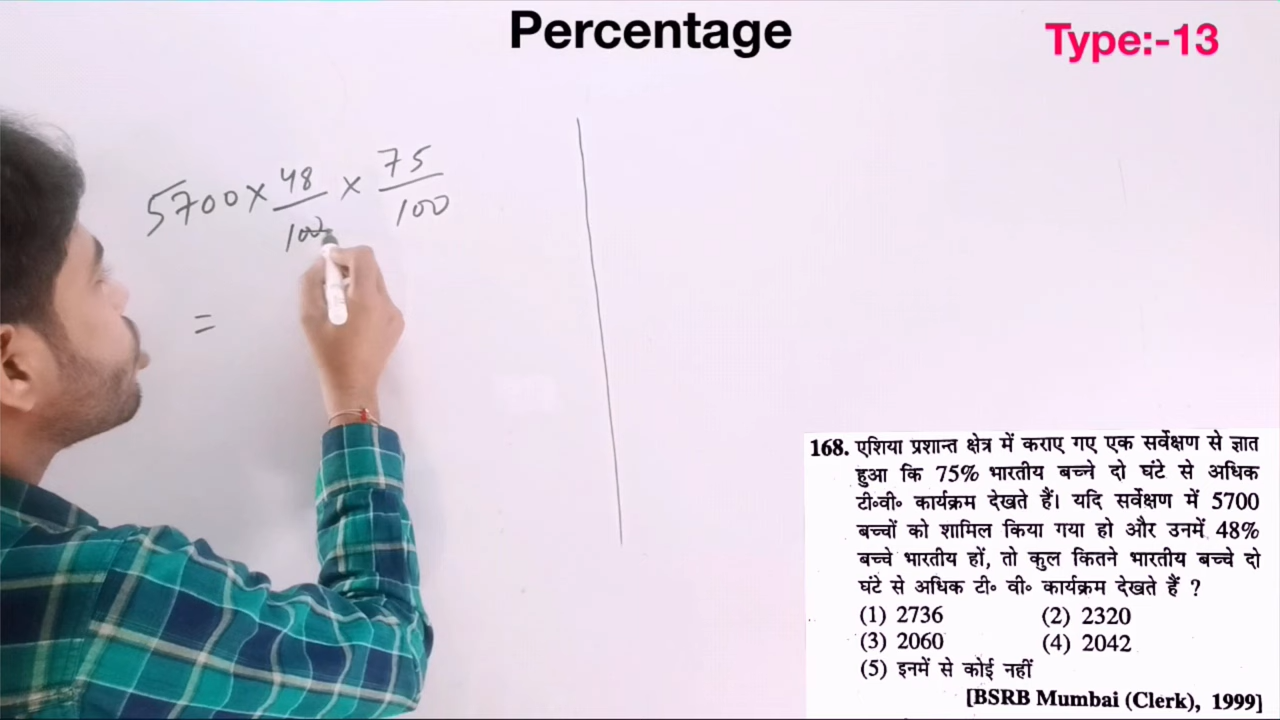 Percentage
Type:-13
5700 × 48/100 × 75/100
=
168. एशिया प्रशान्त क्षेत्र में कराए गए एक सर्वेक्षण से ज्ञात
हुआ कि 75% भारतीय बच्चे दो घंटे से अधिक
टी॰वी॰ कार्यक्रम देखते हैं। यदि सर्वेक्षण में 5700
बच्चों को शामिल किया गया हो और उनमें 48%
बच्चे भारतीय हों, तो कुल कितने भारतीय बच्चे दो
घंटे से अधिक टी॰ वी॰ कार्यक्रम देखते हैं ?
(1) 2736 (2) 2320
(3) 2060 (4) 2042
(5) इनमें से कोई नहीं
[BSRB Mumbai (Clerk), 1999]